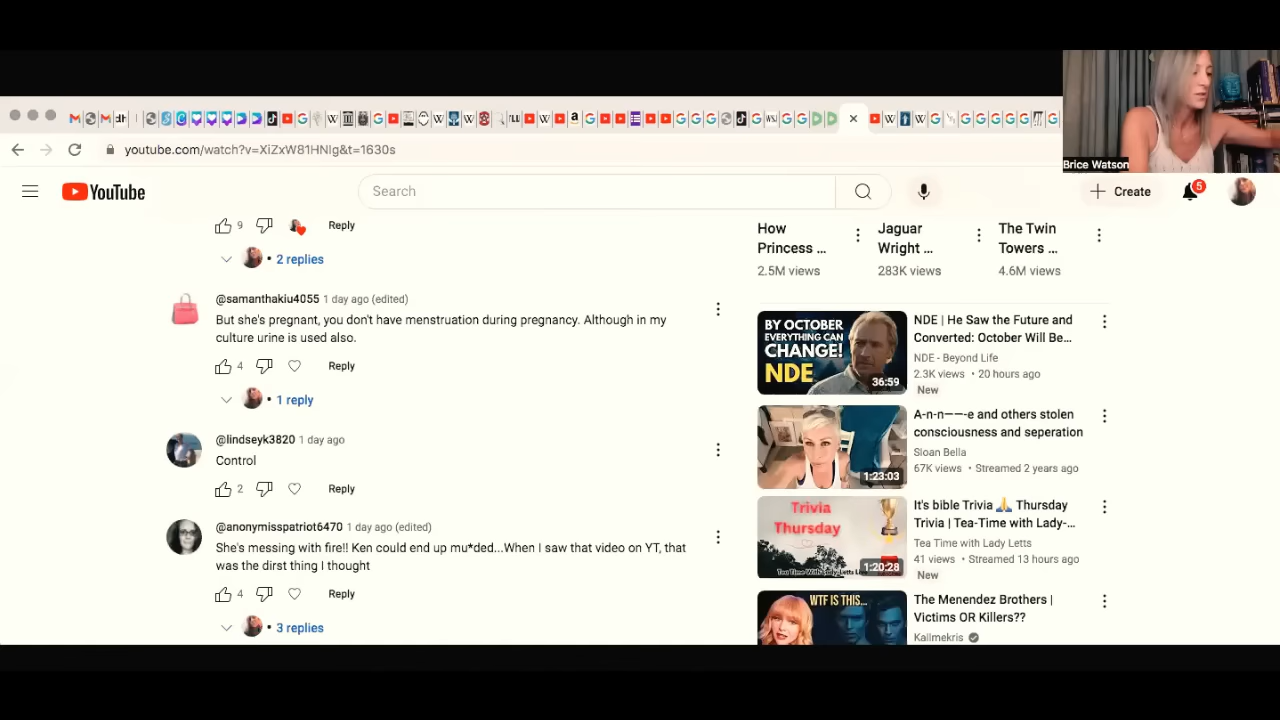 youtube.com/watch?v=XiZxW81HNIg&t=1630s
Brice Watson
YouTube
Search
Create
5
9
Reply
2 replies
@samanthakiu4055 1 day ago (edited)
But she's pregnant, you don't have menstruation during pregnancy. Although in my
culture urine is used also.
4
Reply
1 reply
@lindseyk3820 1 day ago
Control
2
Reply
@anonymisspatriot6470 1 day ago (edited)
She's messing with fire!! Ken could end up mu*ded...When I saw that video on YT, that
was the dirst thing I thought
4
Reply
3 replies
How
Princess ...
2.5M views
Jaguar
Wright ...
283K views
The Twin
Towers ...
4.6M views
BY OCTOBER
EVERYTHING CAN
CHANGE!
NDE
36:59
NDE | He Saw the Future and
Converted: October Will Be...
NDE - Beyond Life
2.3K views • 20 hours ago
New
1:23:03
A-n-n——-e and others stolen
consciousness and seperation
Sloan Bella
67K views • Streamed 2 years ago
Trivia
Thursday
Tea Time With Lady Letts Live
1:20:28
It's bible Trivia 🙏 Thursday
Trivia | Tea-Time with Lady-...
Tea Time with Lady Letts
41 views • Streamed 13 hours ago
New
WTF IS THIS...
The Menendez Brothers |
Victims OR Killers??
Kallmekris